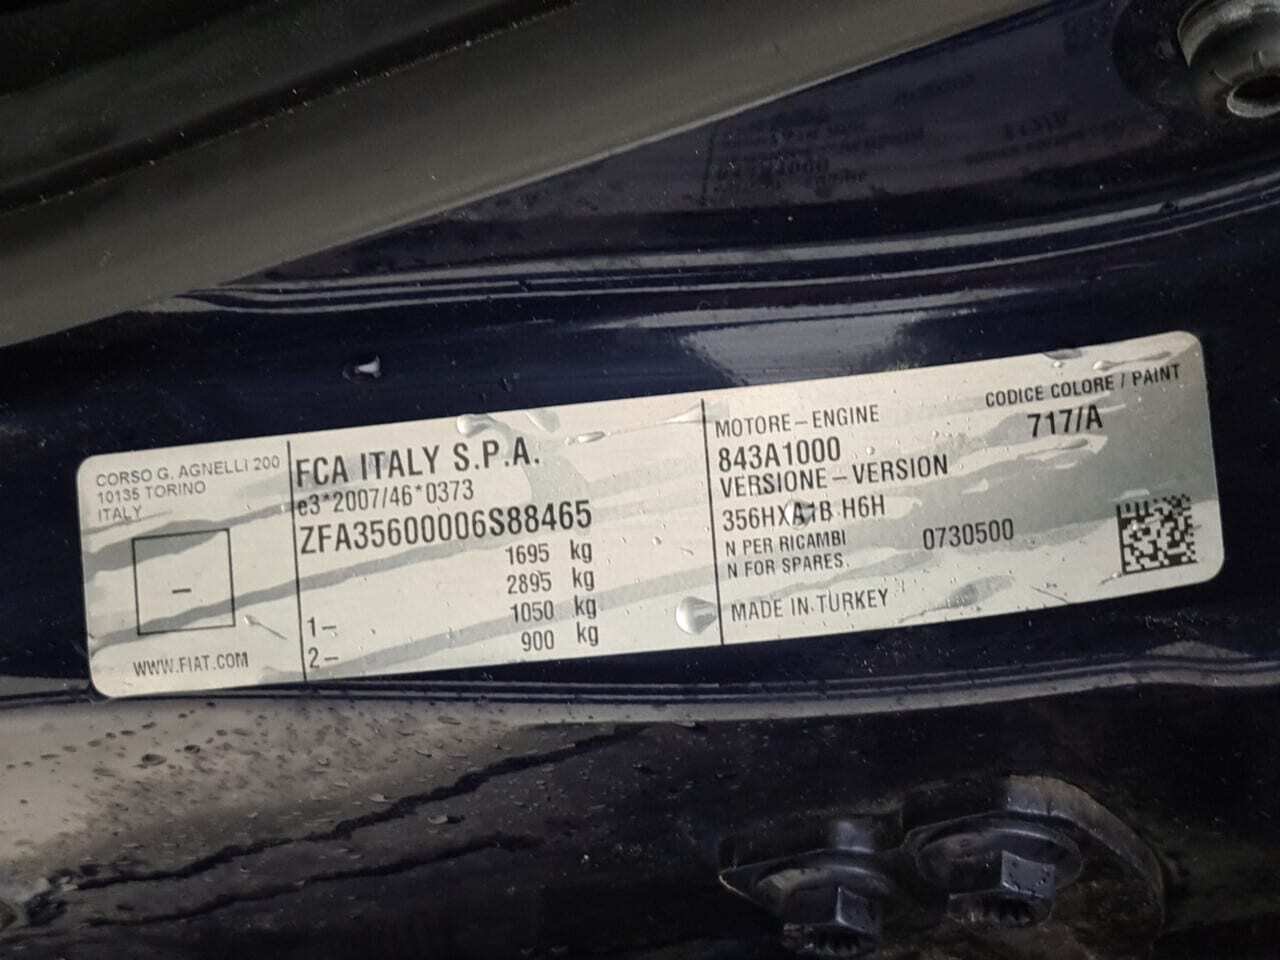 CORSO G. AGNELLI 200
10135 TORINO
ITALY
–
WWW.FIAT.COM
FCA ITALY S.P.A.
e3*2007/46*0373
ZFA35600006S88465
1695 kg
2895 kg
1– 1050 kg
2– 900 kg
MOTORE – ENGINE
843A1000
VERSIONE – VERSION
356HXA1B H6H
N PER RICAMBI
N FOR SPARES.
0730500
MADE IN TURKEY
CODICE COLORE / PAINT
717/A